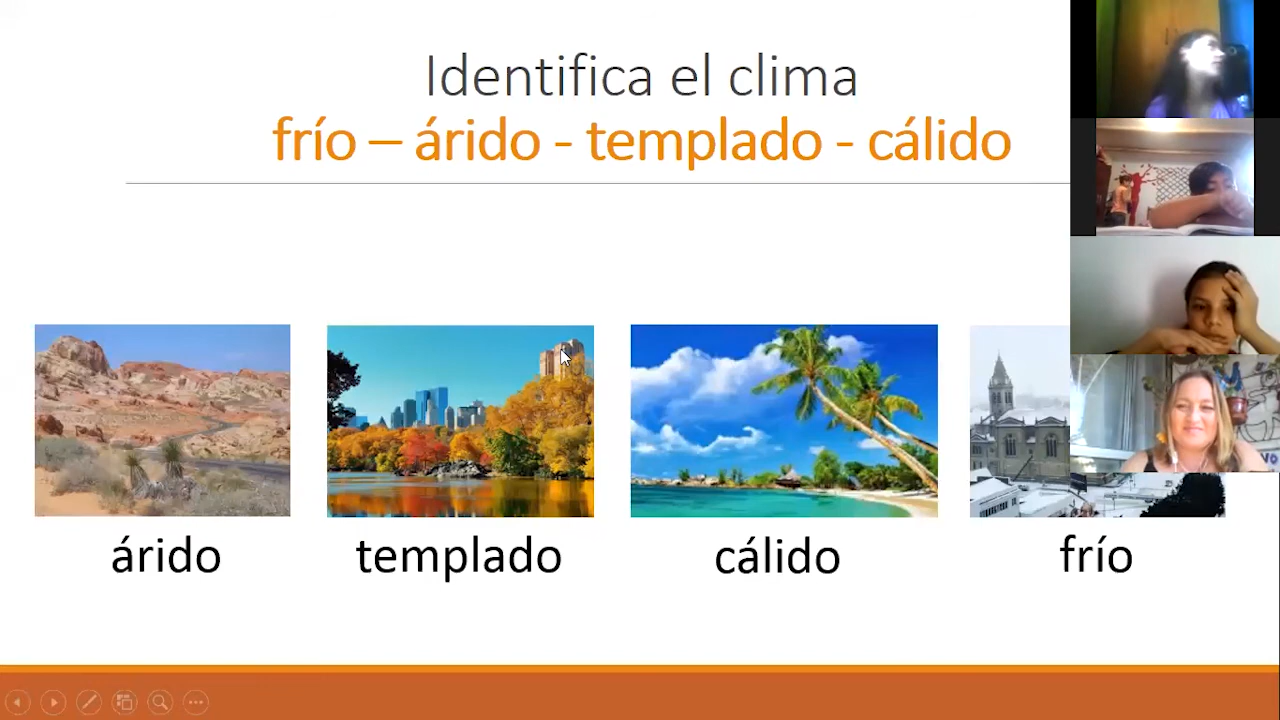 Identifica el clima
frío – árido - templado - cálido
árido
templado
cálido
frío